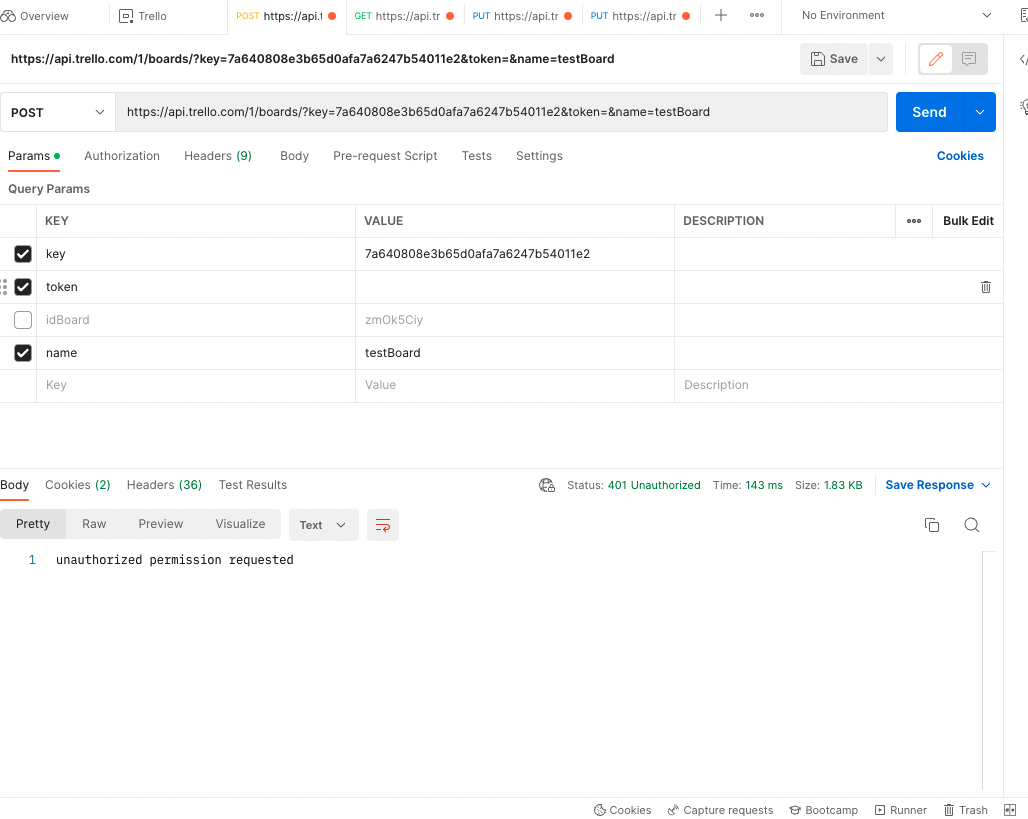 Overview Trello POST https://api.t GET https://api.tr PUT https://api.tr PUT https://api.tr No Environment
https://api.trello.com/1/boards/?key=7a640808e3b65d0afa7a6247b54011e2&token=&name=testBoard Save
POST https://api.trello.com/1/boards/?key=7a640808e3b65d0afa7a6247b54011e2&token=&name=testBoard Send
Params Authorization Headers (9) Body Pre-request Script Tests Settings Cookies
Query Params
KEY VALUE DESCRIPTION Bulk Edit
key 7a640808e3b65d0afa7a6247b54011e2
token
idBoard zmOk5Ciy
name testBoard
Key Value Description
Body Cookies (2) Headers (36) Test Results Status: 401 Unauthorized Time: 143 ms Size: 1.83 KB Save Response
Pretty Raw Preview Visualize Text
1 unauthorized permission requested
Cookies Capture requests Bootcamp Runner Trash